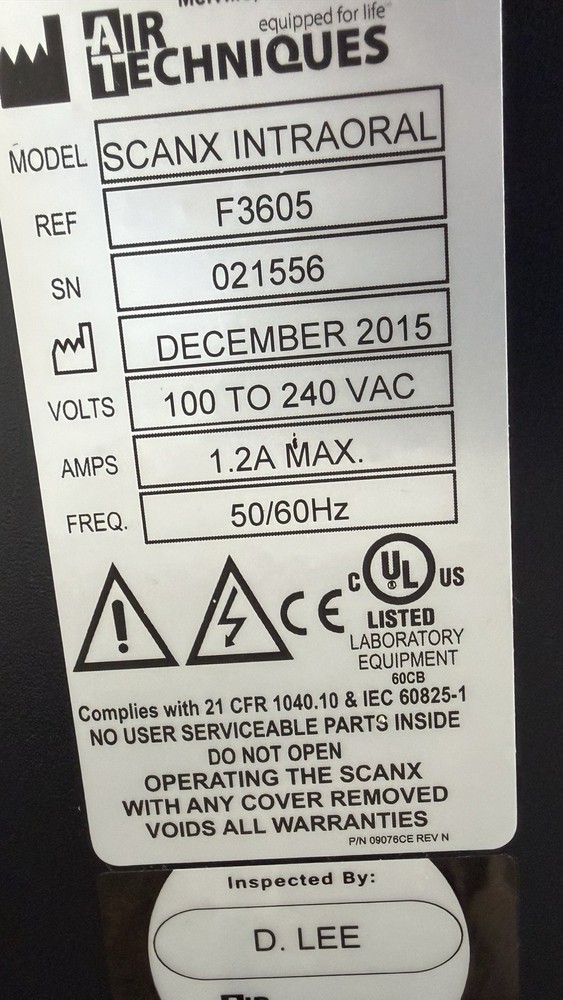 equipped for life
AIR
TECHNIQUES
MODEL SCANX INTRAORAL
REF F3605
SN 021556
DECEMBER 2015
VOLTS 100 TO 240 VAC
AMPS 1.2A MAX.
FREQ. 50/60Hz
CE
C UL US
LISTED
LABORATORY
EQUIPMENT
60CB
Complies with 21 CFR 1040.10 & IEC 60825-1
NO USER SERVICEABLE PARTS INSIDE
DO NOT OPEN
OPERATING THE SCANX
WITH ANY COVER REMOVED
VOIDS ALL WARRANTIES
P/N 09076CE REV N
Inspected By:
D. LEE